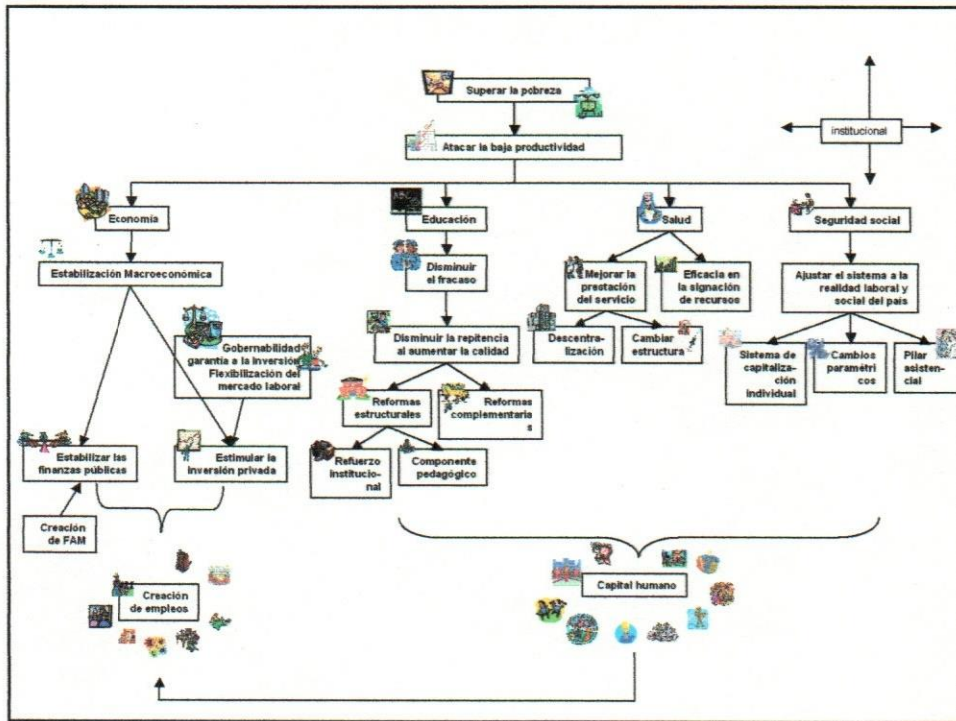 Superar la pobreza
institucional
Atacar la baja productividad
Economía
Educación
Salud
Seguridad social
Estabilización Macroeconómica
Disminuir
el fracaso
Mejorar la
prestación
del servicio
Eficacia en
la signación
de recursos
Ajustar el sistema a la
realidad laboral y
social del país
Gobernabilidad
garantía a la inversión
Flexibilización del
mercado laboral
Disminuir la repitencia
al aumentar la calidad
Descentra-
lización
Cambiar
estructura
Sistema de
capitaliza-
ción
individual
Cambios
paramétri
cos
Pilar
asisten-
cial
Reformas
estructurales
Reformas
complementaria
s
Estabilizar las
finanzas públicas
Estimular la
inversión privada
Refuerzo
institucio-
nal
Componente
pedagógico
Creación
de FAM
Creación
de empleos
Capital humano